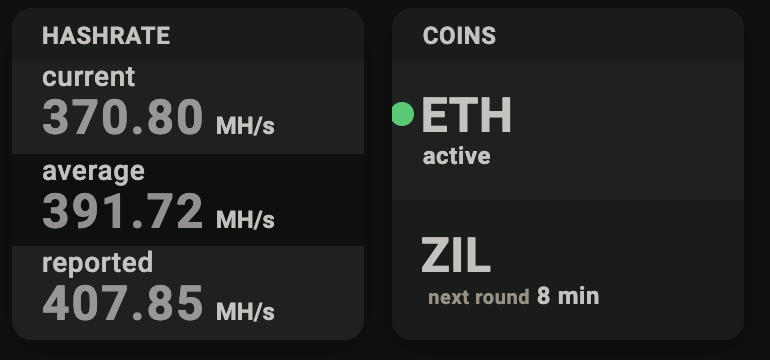 HASHRATE
current
370.80 MH/s
average
391.72 MH/s
reported
407.85 MH/s
COINS
ETH
active
ZIL
next round 8 min